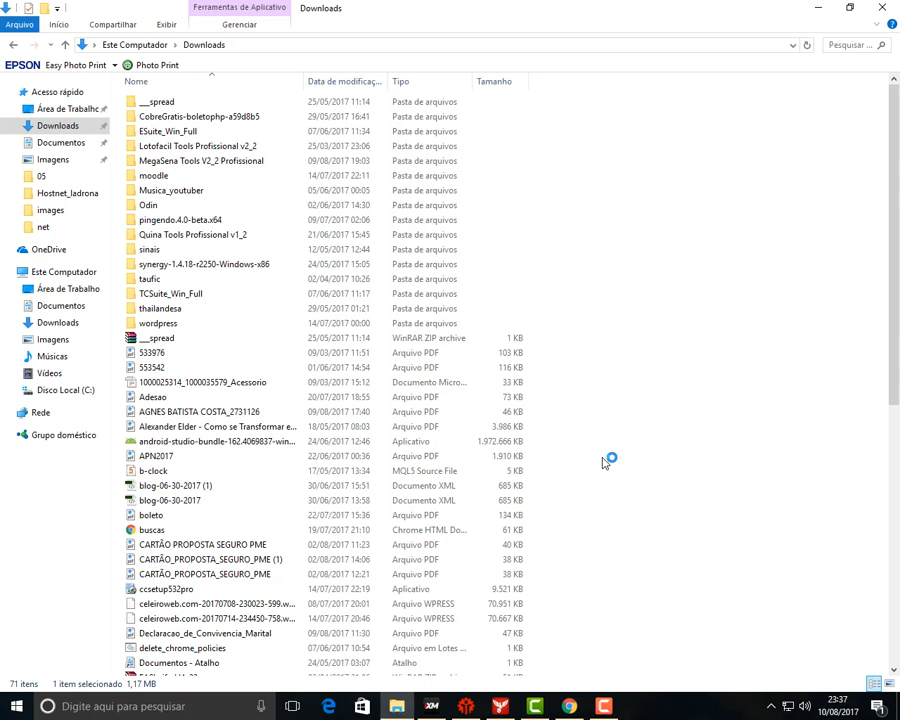 Ferramentas de Aplicativo Downloads
Arquivo Início Compartilhar Exibir Gerenciar
Este Computador > Downloads Pesquisar ...
EPSON Easy Photo Print Photo Print
Nome Data de modificaç... Tipo Tamanho
Acesso rápido
Área de Trabalhc
Downloads
Documentos
Imagens
05
Hostnet_ladrona
images
net
OneDrive
Este Computador
Área de Trabalho
Documentos
Downloads
Imagens
Músicas
Vídeos
Disco Local (C:)
Rede
Grupo doméstico
__spread 25/05/2017 11:14 Pasta de arquivos
CobreGratis-boletophp-a59d8b5 29/05/2017 16:41 Pasta de arquivos
ESuite_Win_Full 07/06/2017 11:34 Pasta de arquivos
Lotofacil Tools Profissional v2_2 25/03/2017 23:06 Pasta de arquivos
MegaSena Tools V2_2 Profissional 09/08/2017 19:03 Pasta de arquivos
moodle 14/07/2017 22:11 Pasta de arquivos
Musica_youtuber 05/06/2017 00:05 Pasta de arquivos
Odin 02/06/2017 14:30 Pasta de arquivos
pingendo.4.0-beta.x64 09/07/2017 02:06 Pasta de arquivos
Quina Tools Profissional v1_2 21/06/2017 15:45 Pasta de arquivos
sinais 12/05/2017 12:44 Pasta de arquivos
synergy-1.4.18-r2250-Windows-x86 24/05/2017 15:05 Pasta de arquivos
taufic 02/04/2017 10:26 Pasta de arquivos
TCSuite_Win_Full 07/06/2017 11:17 Pasta de arquivos
thailandesa 29/05/2017 01:21 Pasta de arquivos
wordpress 14/07/2017 00:00 Pasta de arquivos
__spread 25/05/2017 11:14 WinRAR ZIP archive 1 KB
533976 09/03/2017 11:51 Arquivo PDF 103 KB
553542 01/06/2017 14:54 Arquivo PDF 116 KB
1000025314_1000035579_Acessorio 09/03/2017 15:12 Documento Micro... 33 KB
Adesao 20/07/2017 18:55 Arquivo PDF 73 KB
AGNES BATISTA COSTA_2731126 09/08/2017 17:40 Arquivo PDF 46 KB
Alexander Elder - Como se Transformar e... 18/05/2017 08:03 Arquivo PDF 3.986 KB
android-studio-bundle-162.4069837-win... 24/06/2017 12:46 Aplicativo 1.972.666 KB
APN2017 22/06/2017 00:36 Arquivo PDF 1.910 KB
b-clock 17/05/2017 13:34 MQL5 Source File 5 KB
blog-06-30-2017 (1) 30/06/2017 15:51 Documento XML 685 KB
blog-06-30-2017 30/06/2017 13:58 Documento XML 685 KB
boleto 22/07/2017 15:36 Arquivo PDF 134 KB
buscas 19/07/2017 21:10 Chrome HTML Do... 61 KB
CARTÃO PROPOSTA SEGURO PME 02/08/2017 11:23 Arquivo PDF 40 KB
CARTÃO_PROPOSTA_SEGURO_PME (1) 02/08/2017 14:06 Arquivo PDF 38 KB
CARTÃO_PROPOSTA_SEGURO_PME 02/08/2017 12:21 Arquivo PDF 38 KB
ccsetup532pro 14/07/2017 22:19 Aplicativo 9.521 KB
celeiroweb.com-20170708-230023-599.w... 08/07/2017 20:01 Arquivo WPRESS 70.951 KB
celeiroweb.com-20170714-234450-758.w... 14/07/2017 20:46 Arquivo WPRESS 70.667 KB
Declaracao_de_Convivencia_Marital 09/08/2017 11:30 Arquivo PDF 47 KB
delete_chrome_policies 07/06/2017 10:54 Arquivo em Lotes ... 1 KB
Documentos - Atalho 24/05/2017 03:07 Atalho 1 KB
71 itens 1 item selecionado 1,17 MB
Digite aqui para pesquisar XM 23:37
10/08/2017 1